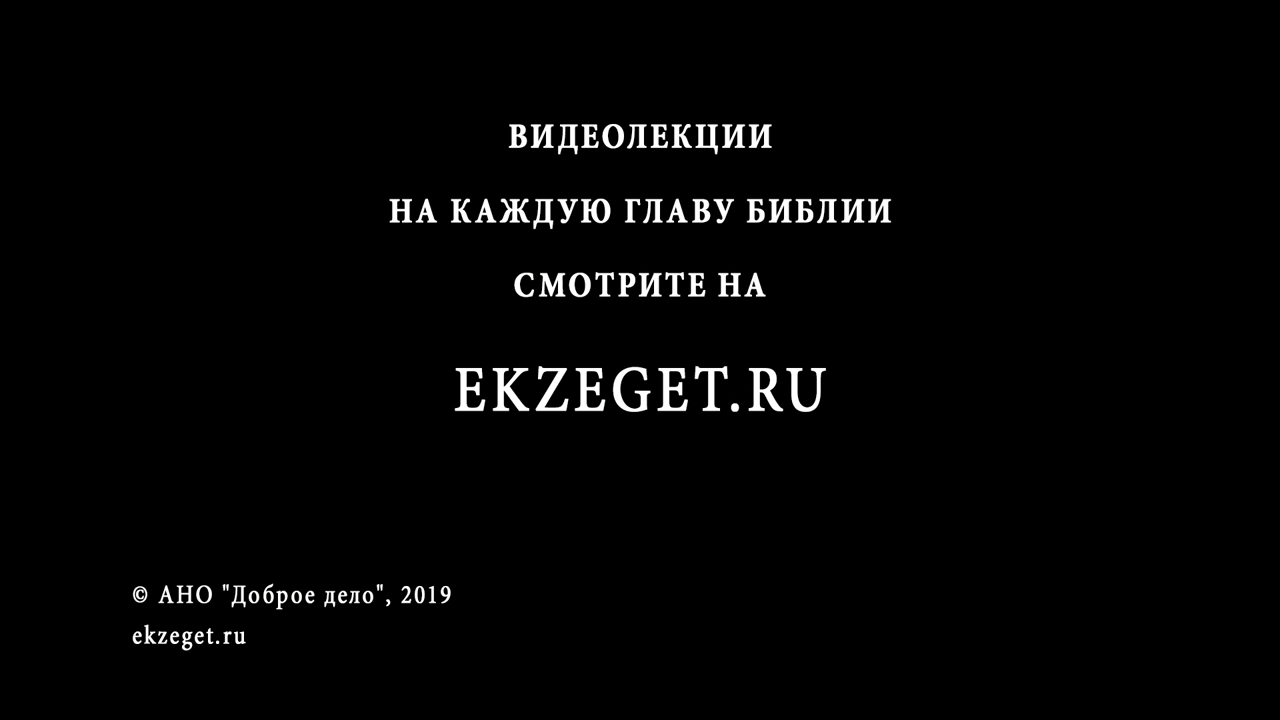 ВИДЕОЛЕКЦИИ
НА КАЖДУЮ ГЛАВУ БИБЛИИ
СМОТРИТЕ НА
EKZEGET.RU
© АНО "Доброе дело", 2019
ekzeget.ru